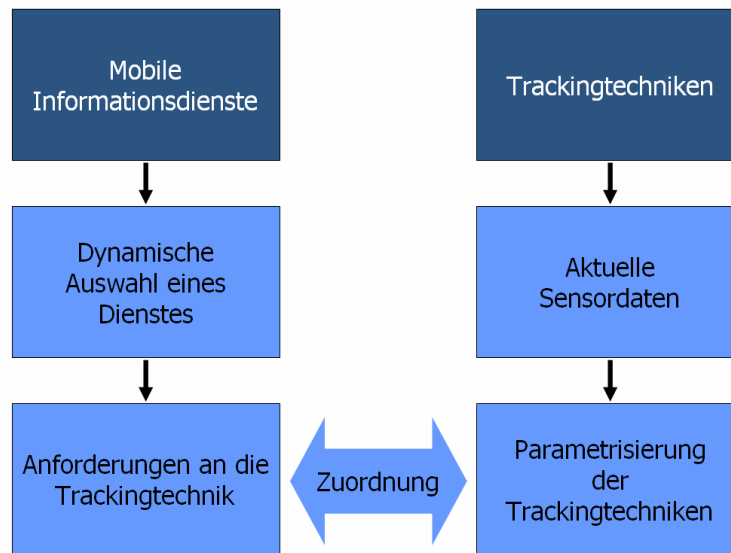 Mobile
Informationsdienste
Trackingtechniken
Dynamische
Auswahl eines
Dienstes
Aktuelle
Sensordaten
Anforderungen an die
Trackingtechnik
Zuordnung
Parametrisierung
der
Trackingtechniken